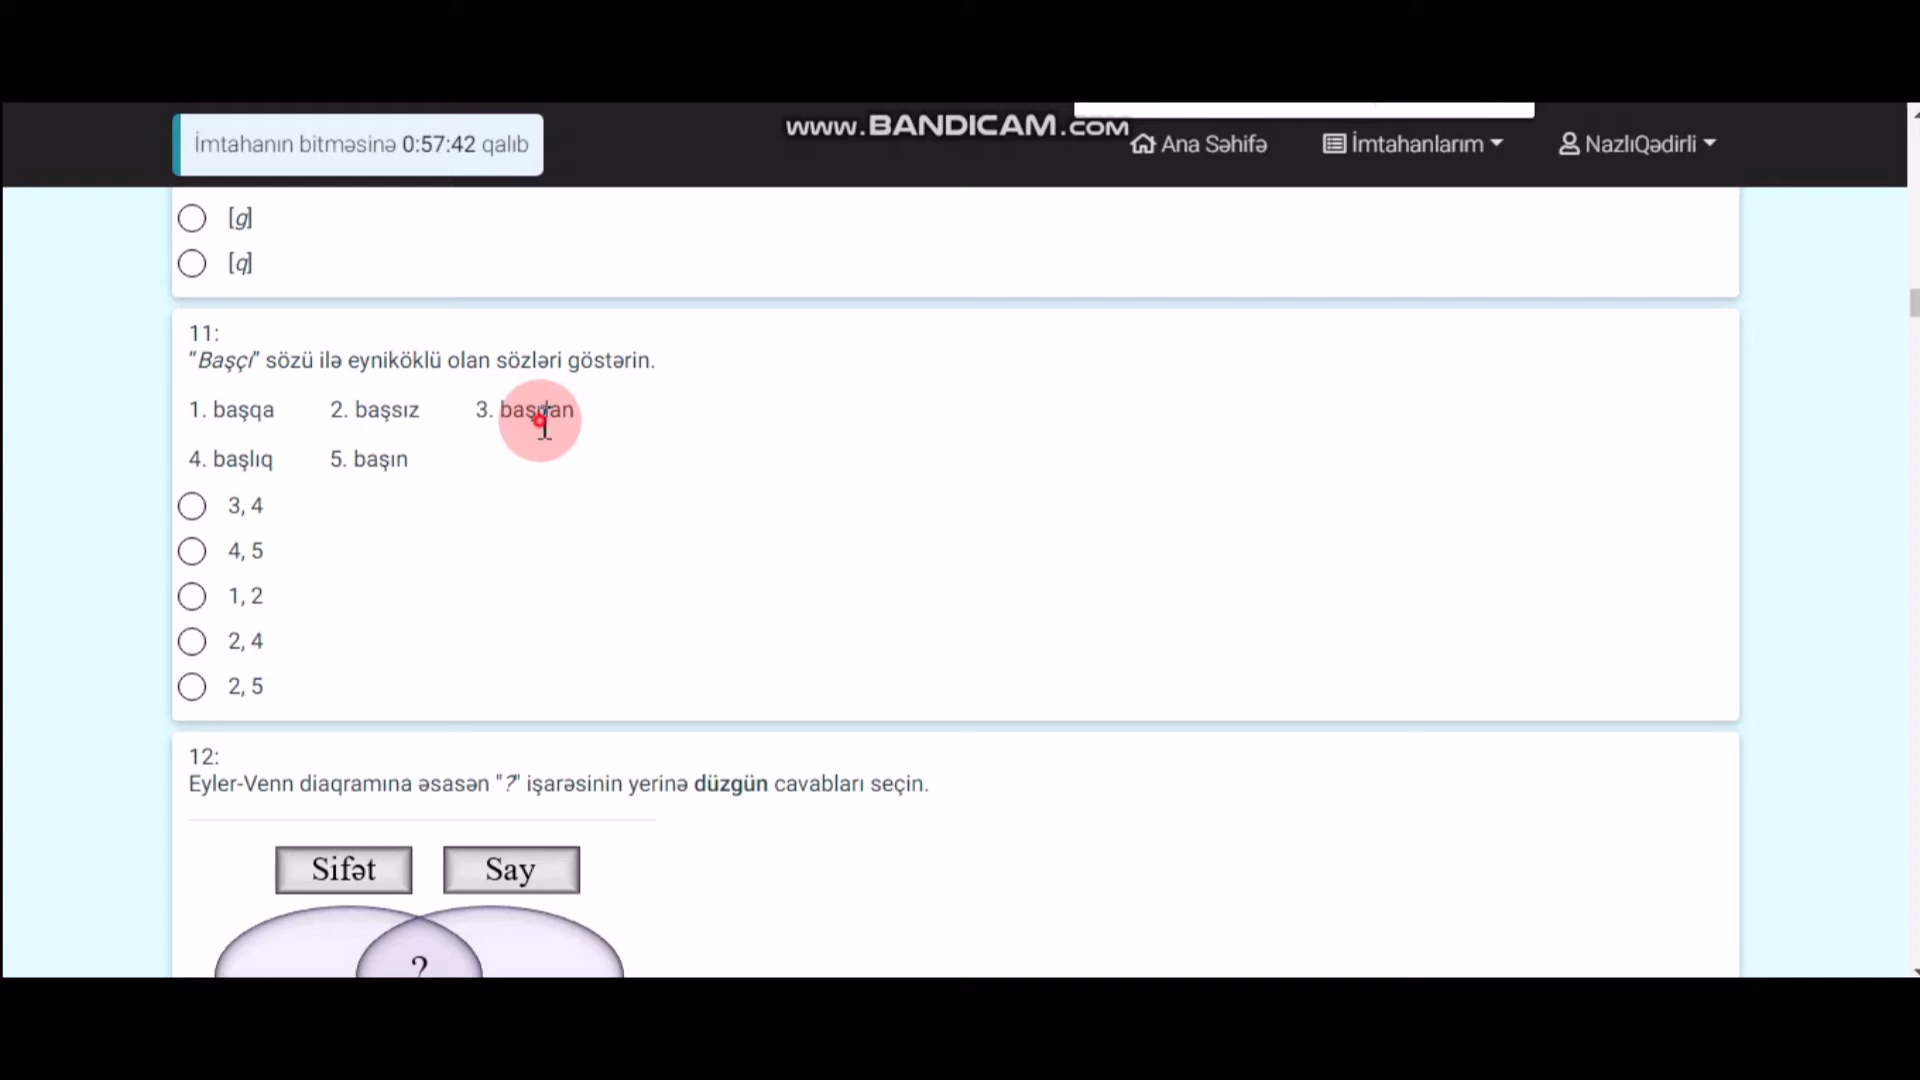 www.BANDICAM.COM
İmtahanın bitməsinə 0:57:42 qalıb
Ana Səhifə
İmtahanlarım
NazlıQədirli
[g]
[q]
11:
“Başçı” sözü ilə eyniköklü olan sözləri göstərin.
1. başqa 2. başsız 3. başdan
4. başlıq 5. başın
3, 4
4, 5
1, 2
2, 4
2, 5
12:
Eyler-Venn diaqramına əsasən "?" işarəsinin yerinə düzgün cavabları seçin.
Sifət Say
?